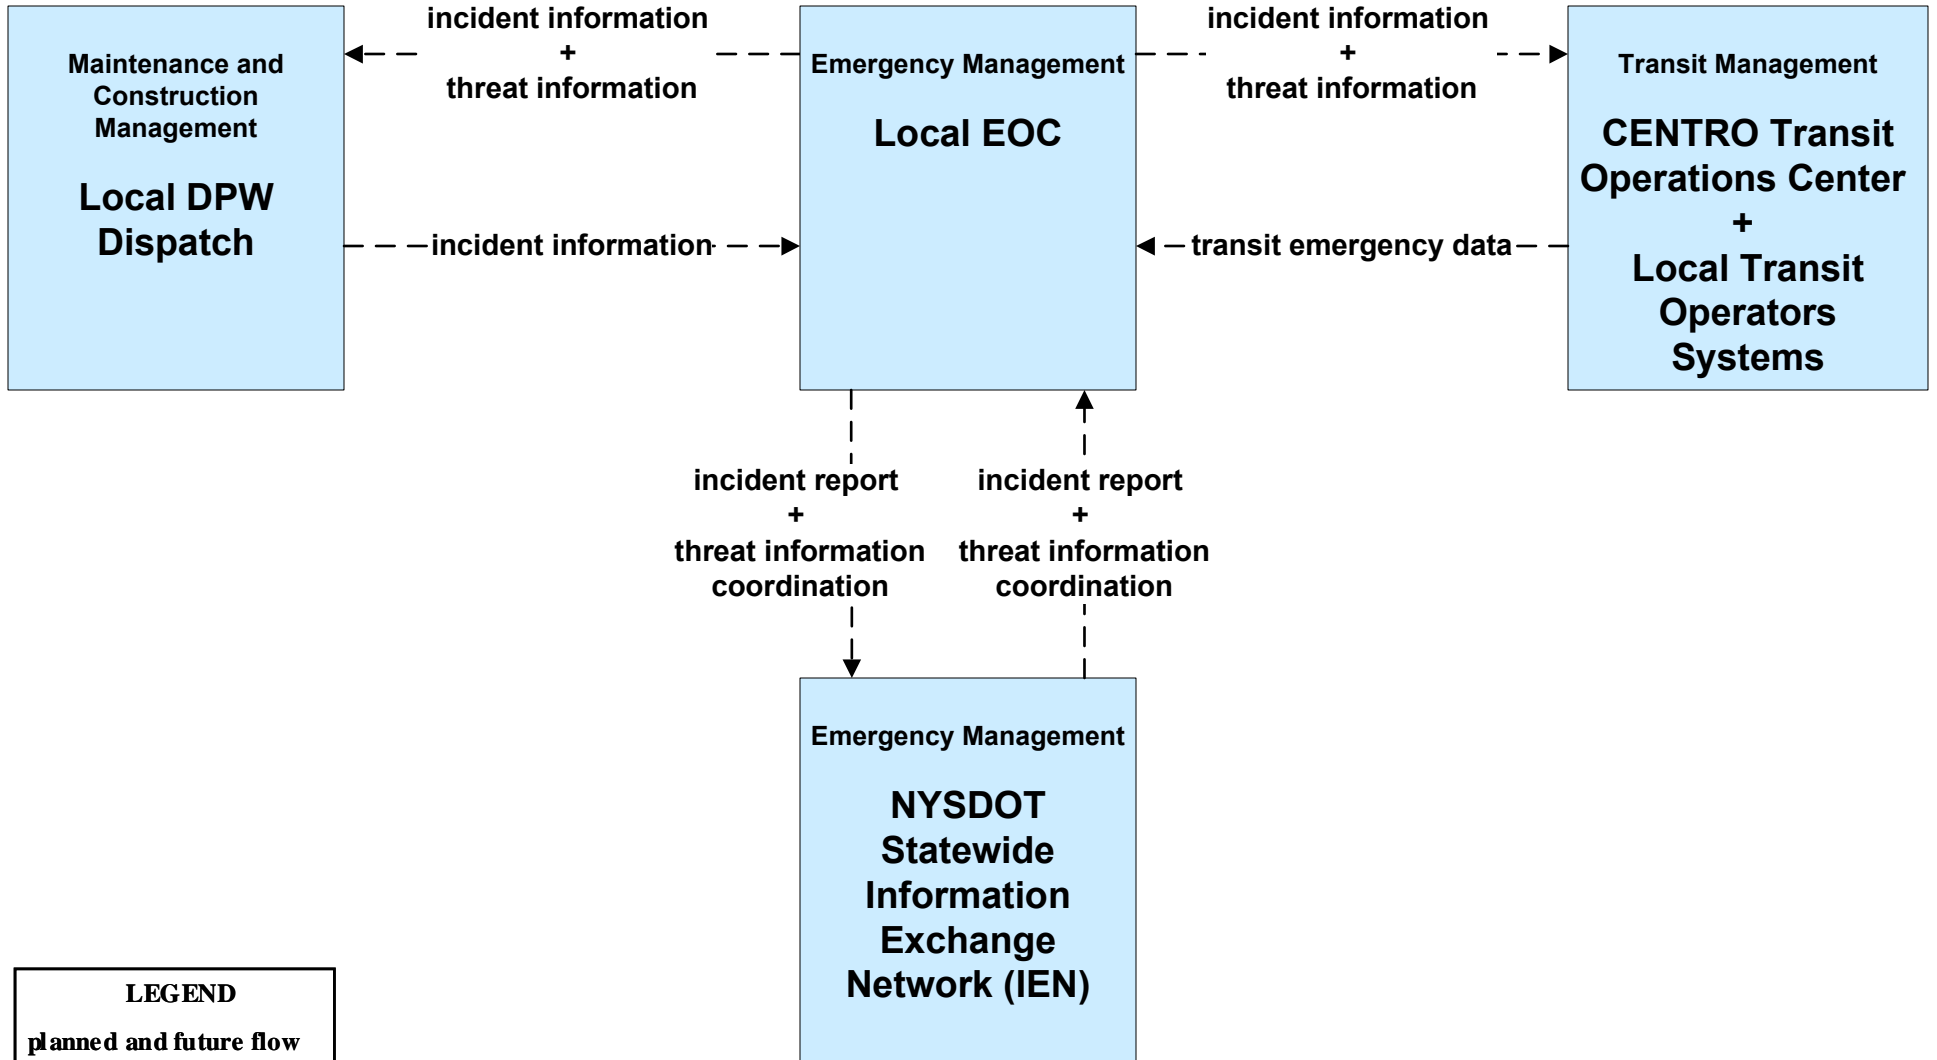 Maintenance and
Construction
Management
Local DPW
Dispatch
incident information
+
threat information
incident information
Emergency Management
Local EOC
incident information
+
threat information
transit emergency data
Transit Management
CENTRO Transit
Operations Center
+
Local Transit
Operators
Systems
incident report
+
threat information
coordination
incident report
+
threat information
coordination
Emergency Management
NYSDOT
Statewide
Information
Exchange
Network (IEN)
LEGEND
planned and future flow